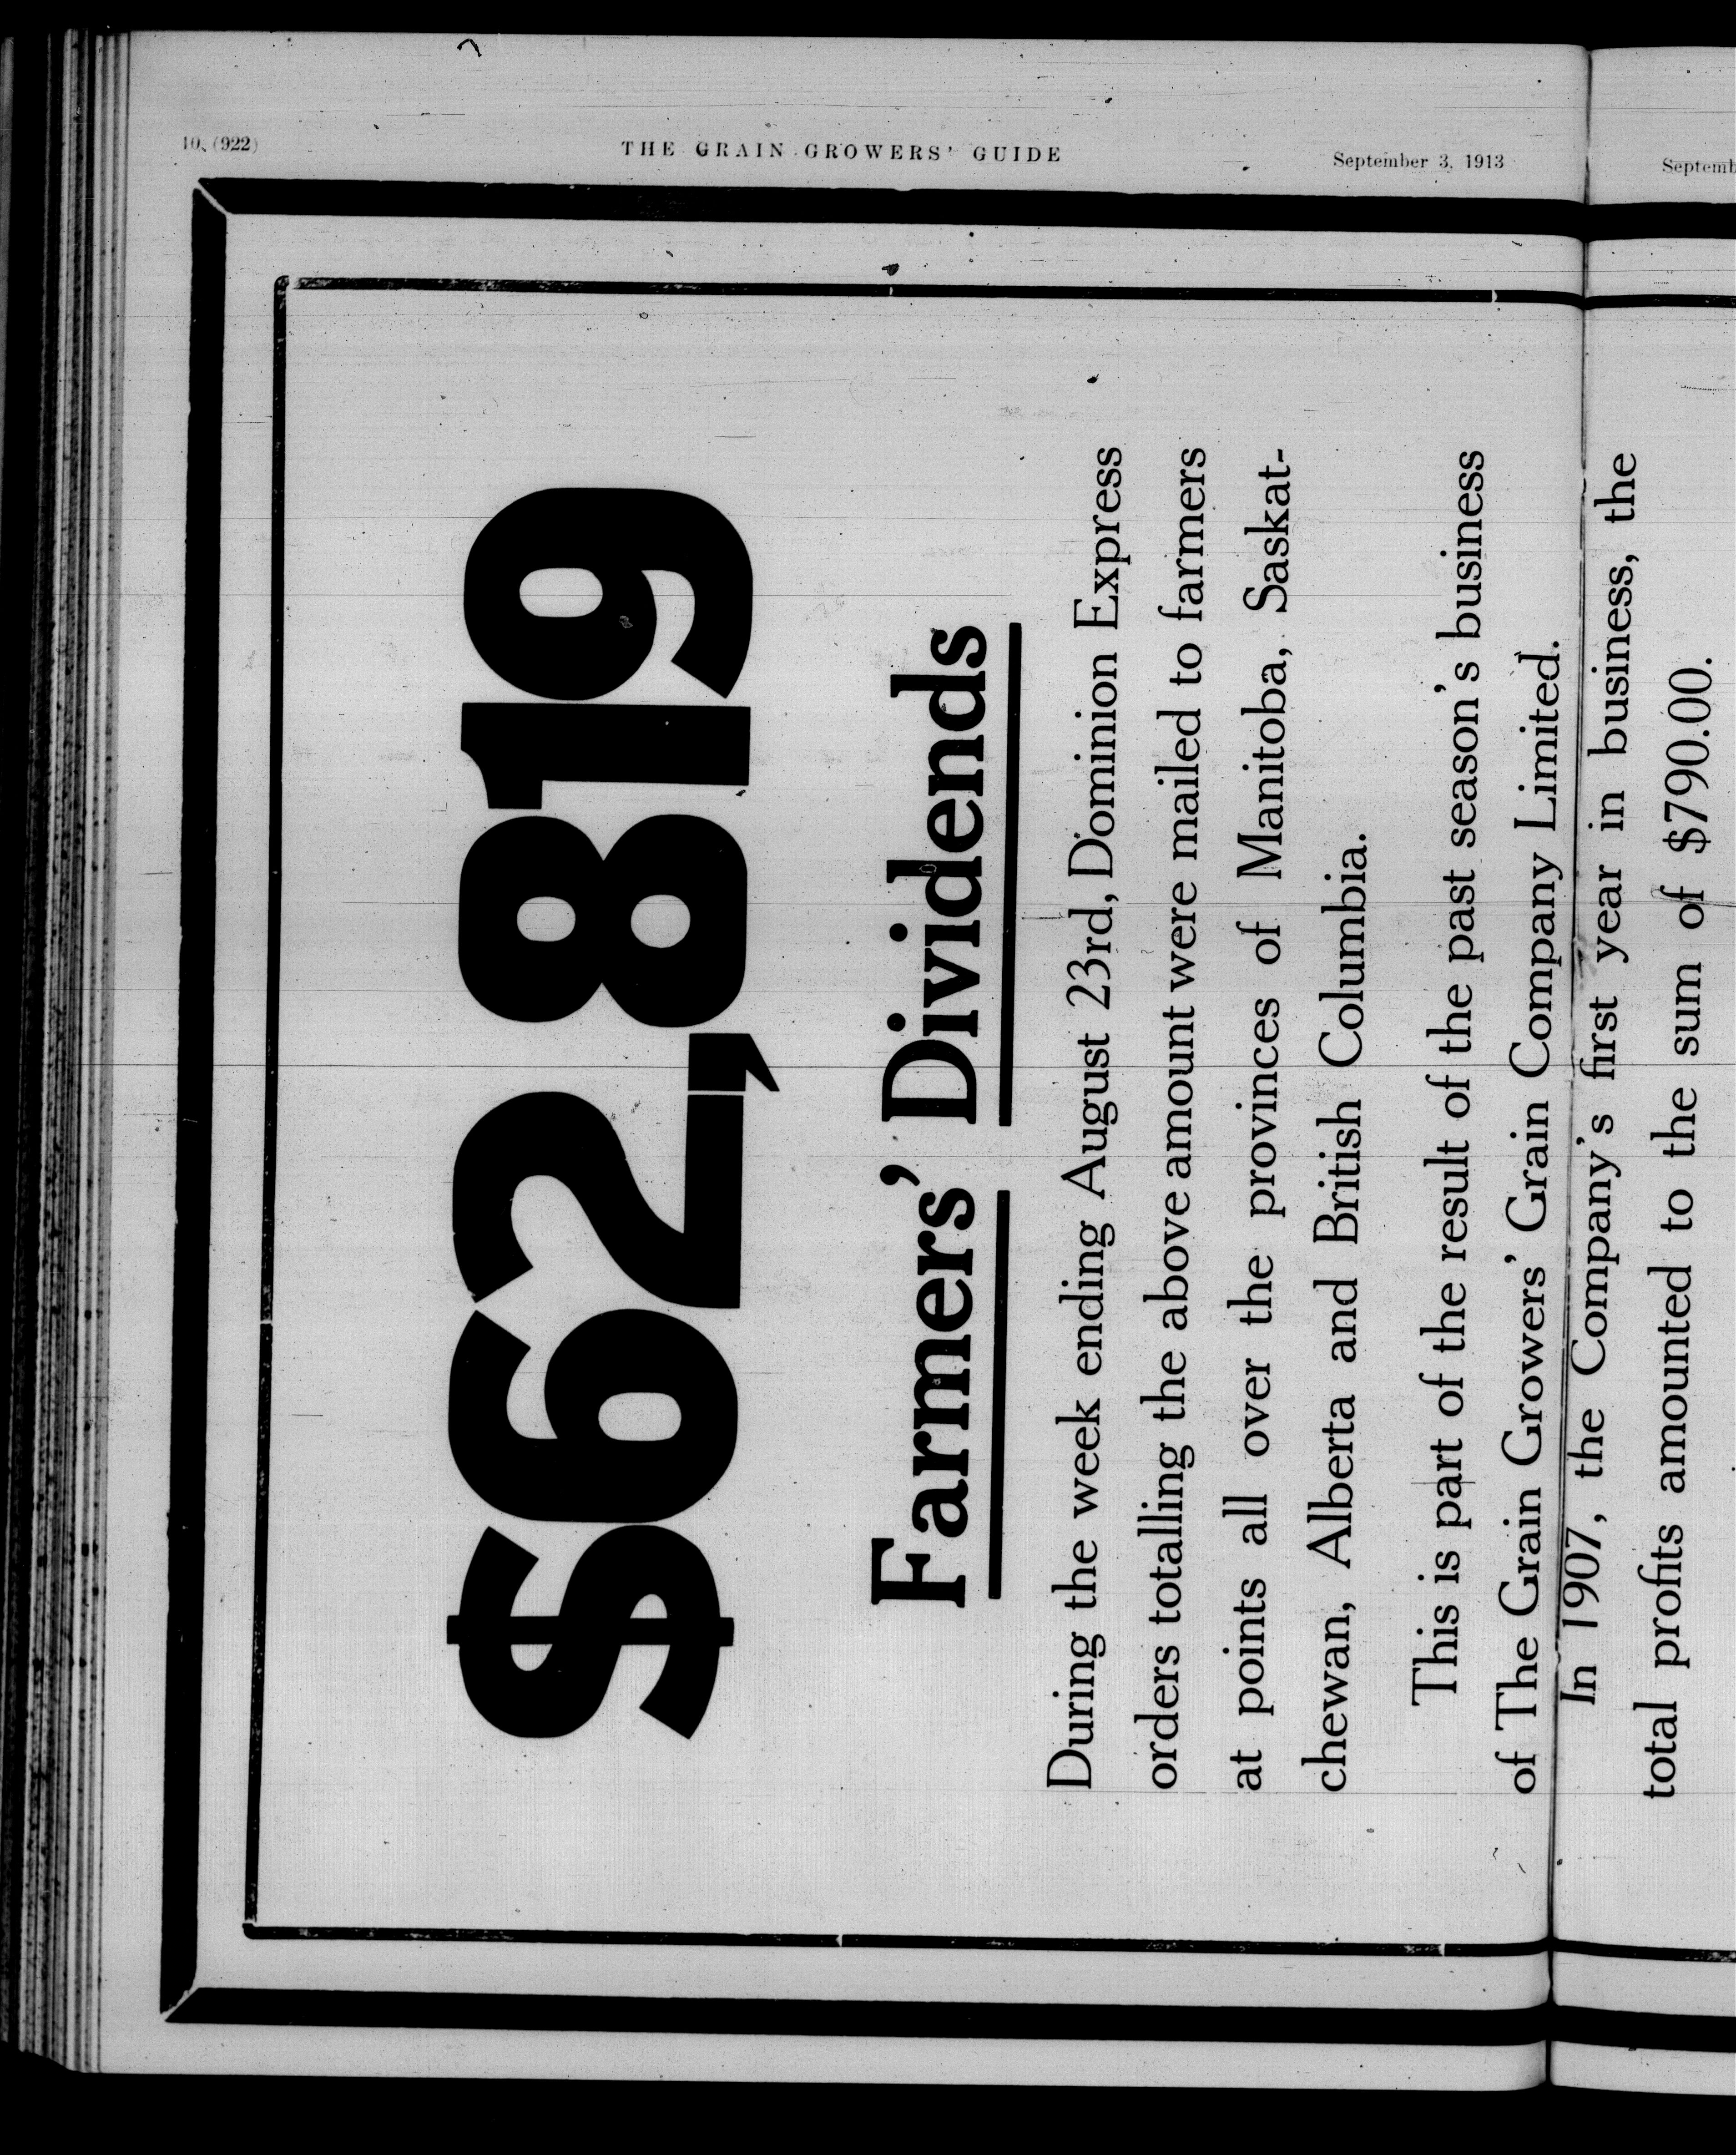 10 (922)
THE GRAIN GROWERS' GUIDE
September 3, 1913
$62,819
Farmers' Dividends
During the week ending August 23rd, Dominion Express
orders totalling the above amount were mailed to farmers
at points all over the provinces of Manitoba, Saskat-
chewan, Alberta and British Columbia.
This is part of the result of the past season's business
of The Grain Growers' Grain Company Limited.
In 1907, the Company's first year in business, the
total profits amounted to the sum of $790.00.